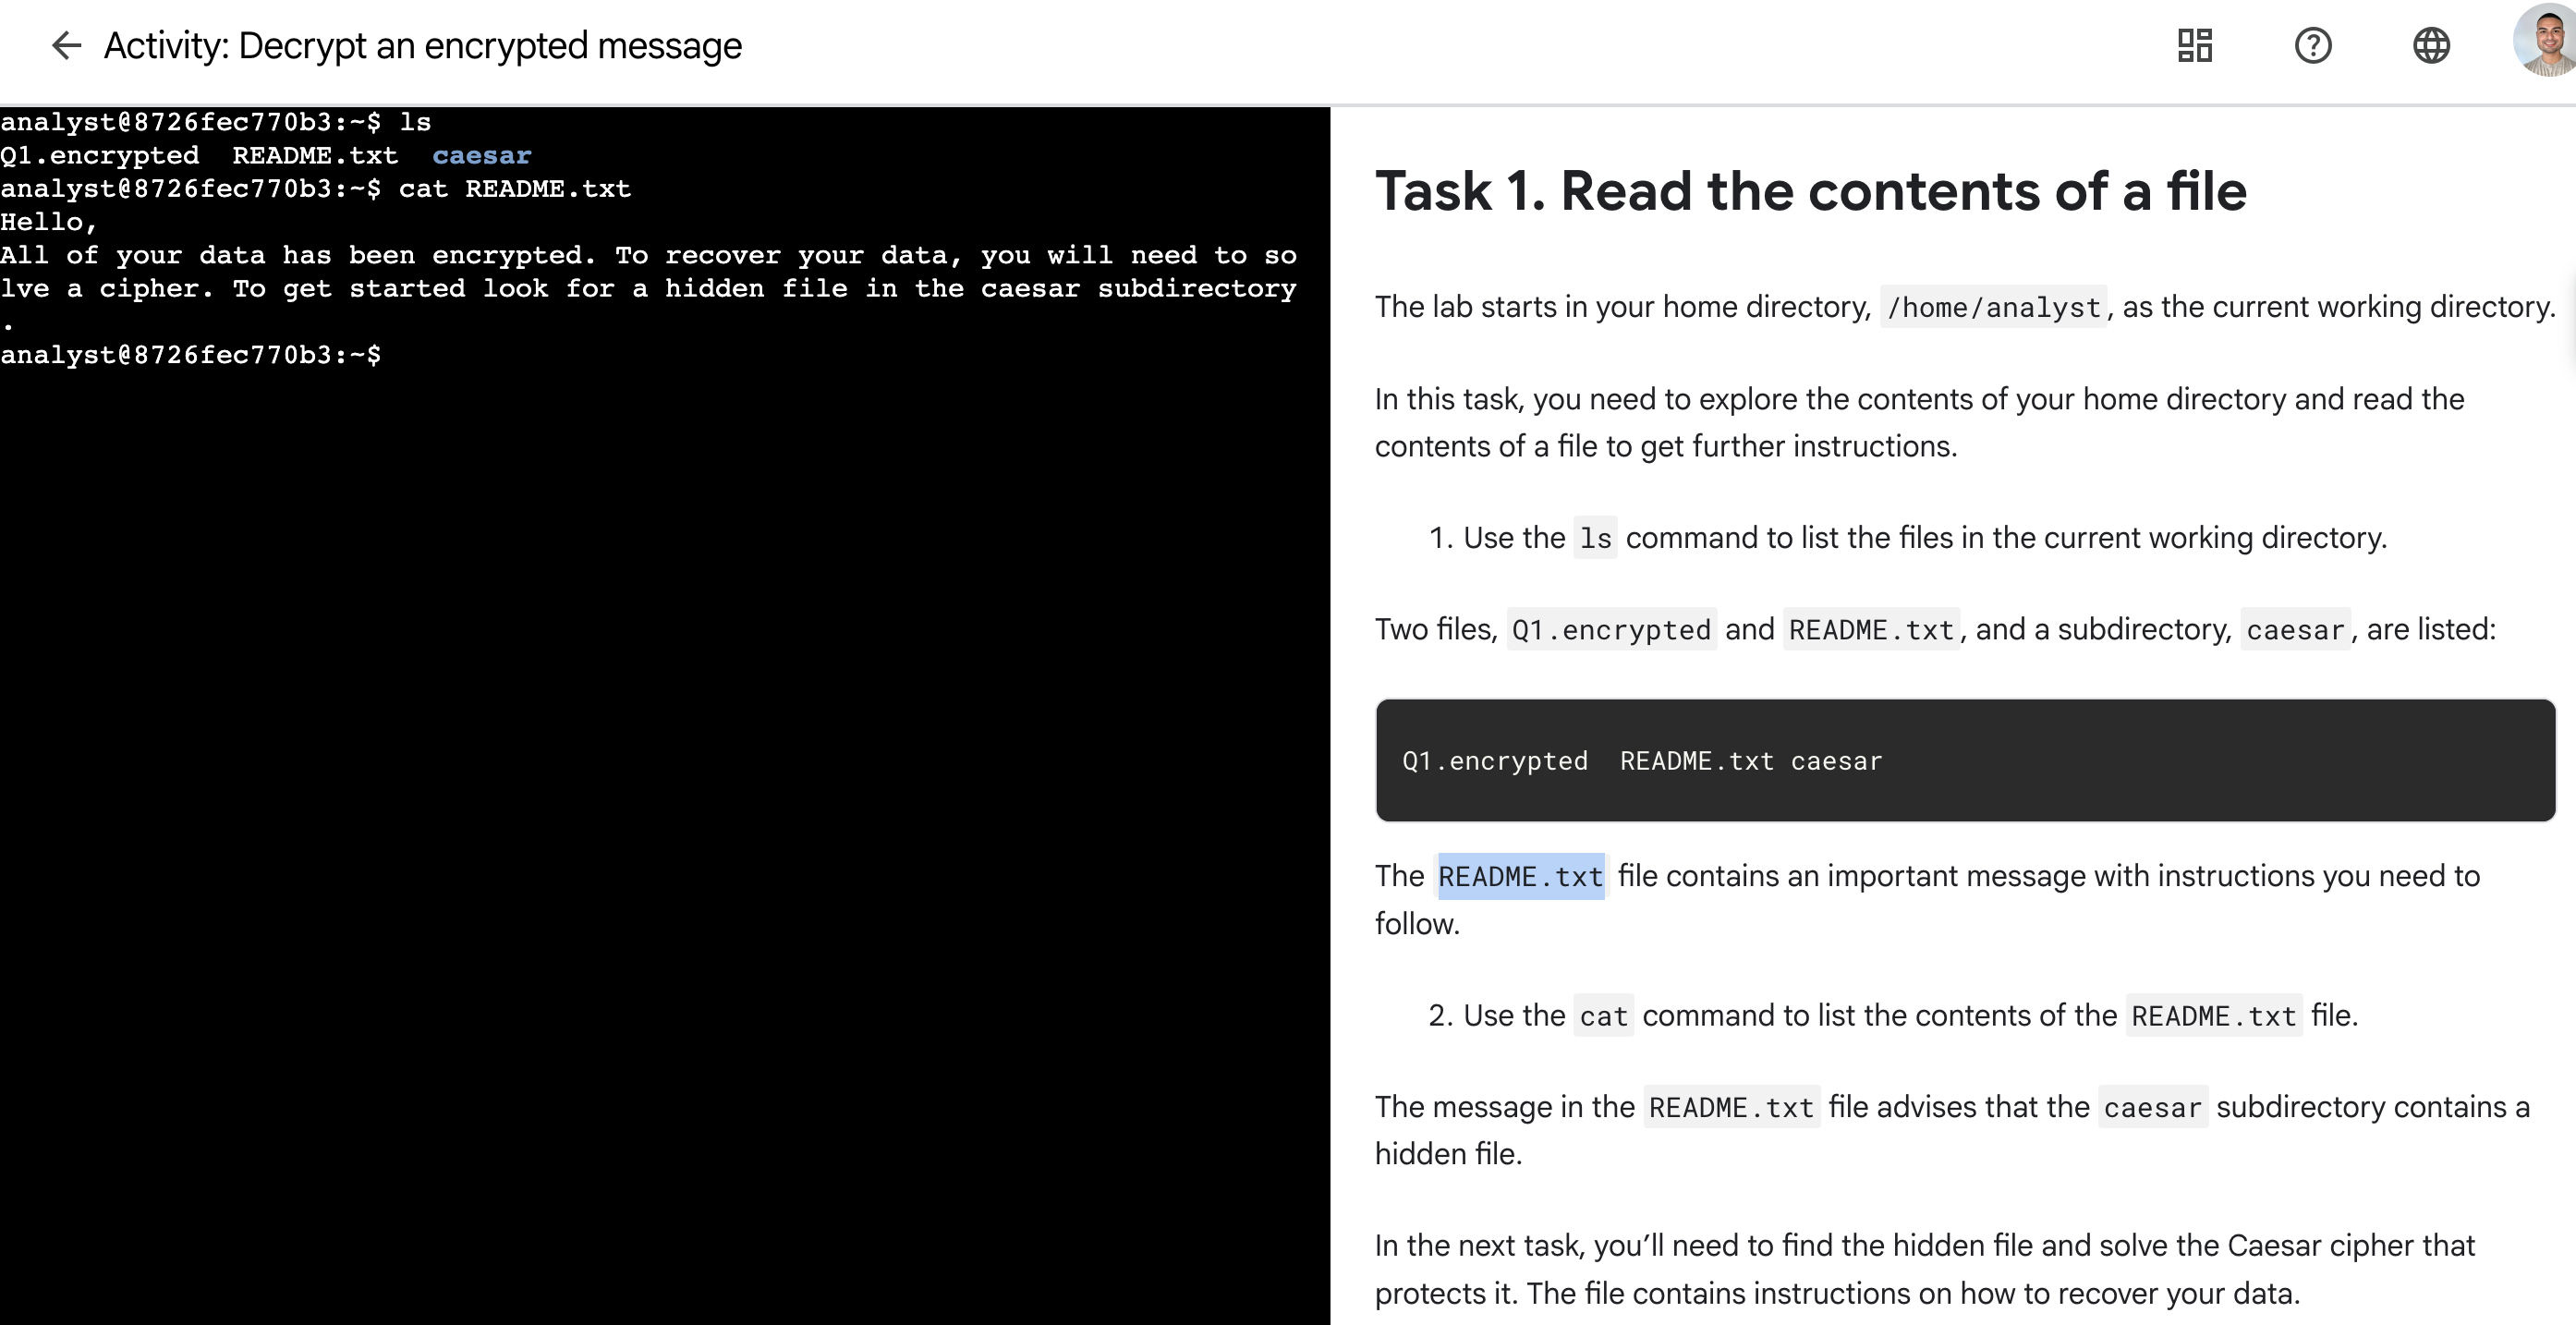 Activity: Decrypt an encrypted message
analyst@8726fec770b3:~$ ls
Q1.encrypted  README.txt  caesar
analyst@8726fec770b3:~$ cat README.txt
Hello,
All of your data has been encrypted. To recover your data, you will need to so
lve a cipher. To get started look for a hidden file in the caesar subdirectory
.
analyst@8726fec770b3:~$
Task 1. Read the contents of a file
The lab starts in your home directory, /home/analyst, as the current working directory.
In this task, you need to explore the contents of your home directory and read the
contents of a file to get further instructions.
1. Use the ls command to list the files in the current working directory.
Two files, Q1.encrypted and README.txt, and a subdirectory, caesar, are listed:
Q1.encrypted  README.txt caesar
The README.txt file contains an important message with instructions you need to
follow.
2. Use the cat command to list the contents of the README.txt file.
The message in the README.txt file advises that the caesar subdirectory contains a
hidden file.
In the next task, you’ll need to find the hidden file and solve the Caesar cipher that
protects it. The file contains instructions on how to recover your data.